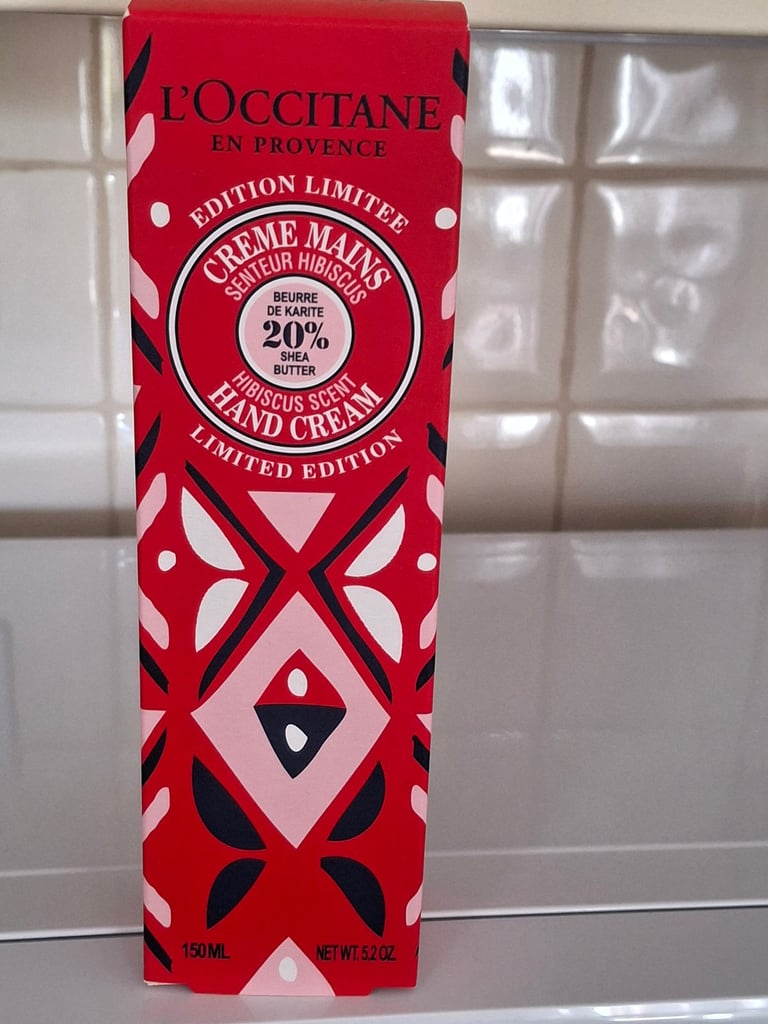 L'OCCITANE
EN PROVENCE
EDITION LIMITEE
CREME MAINS
SENTEUR HIBISCUS
BEURRE
DE KARITE
20%
SHEA
BUTTER
HIBISCUS SCENT
HAND CREAM
LIMITED EDITION
150 ML
NET WT. 5.2 OZ.